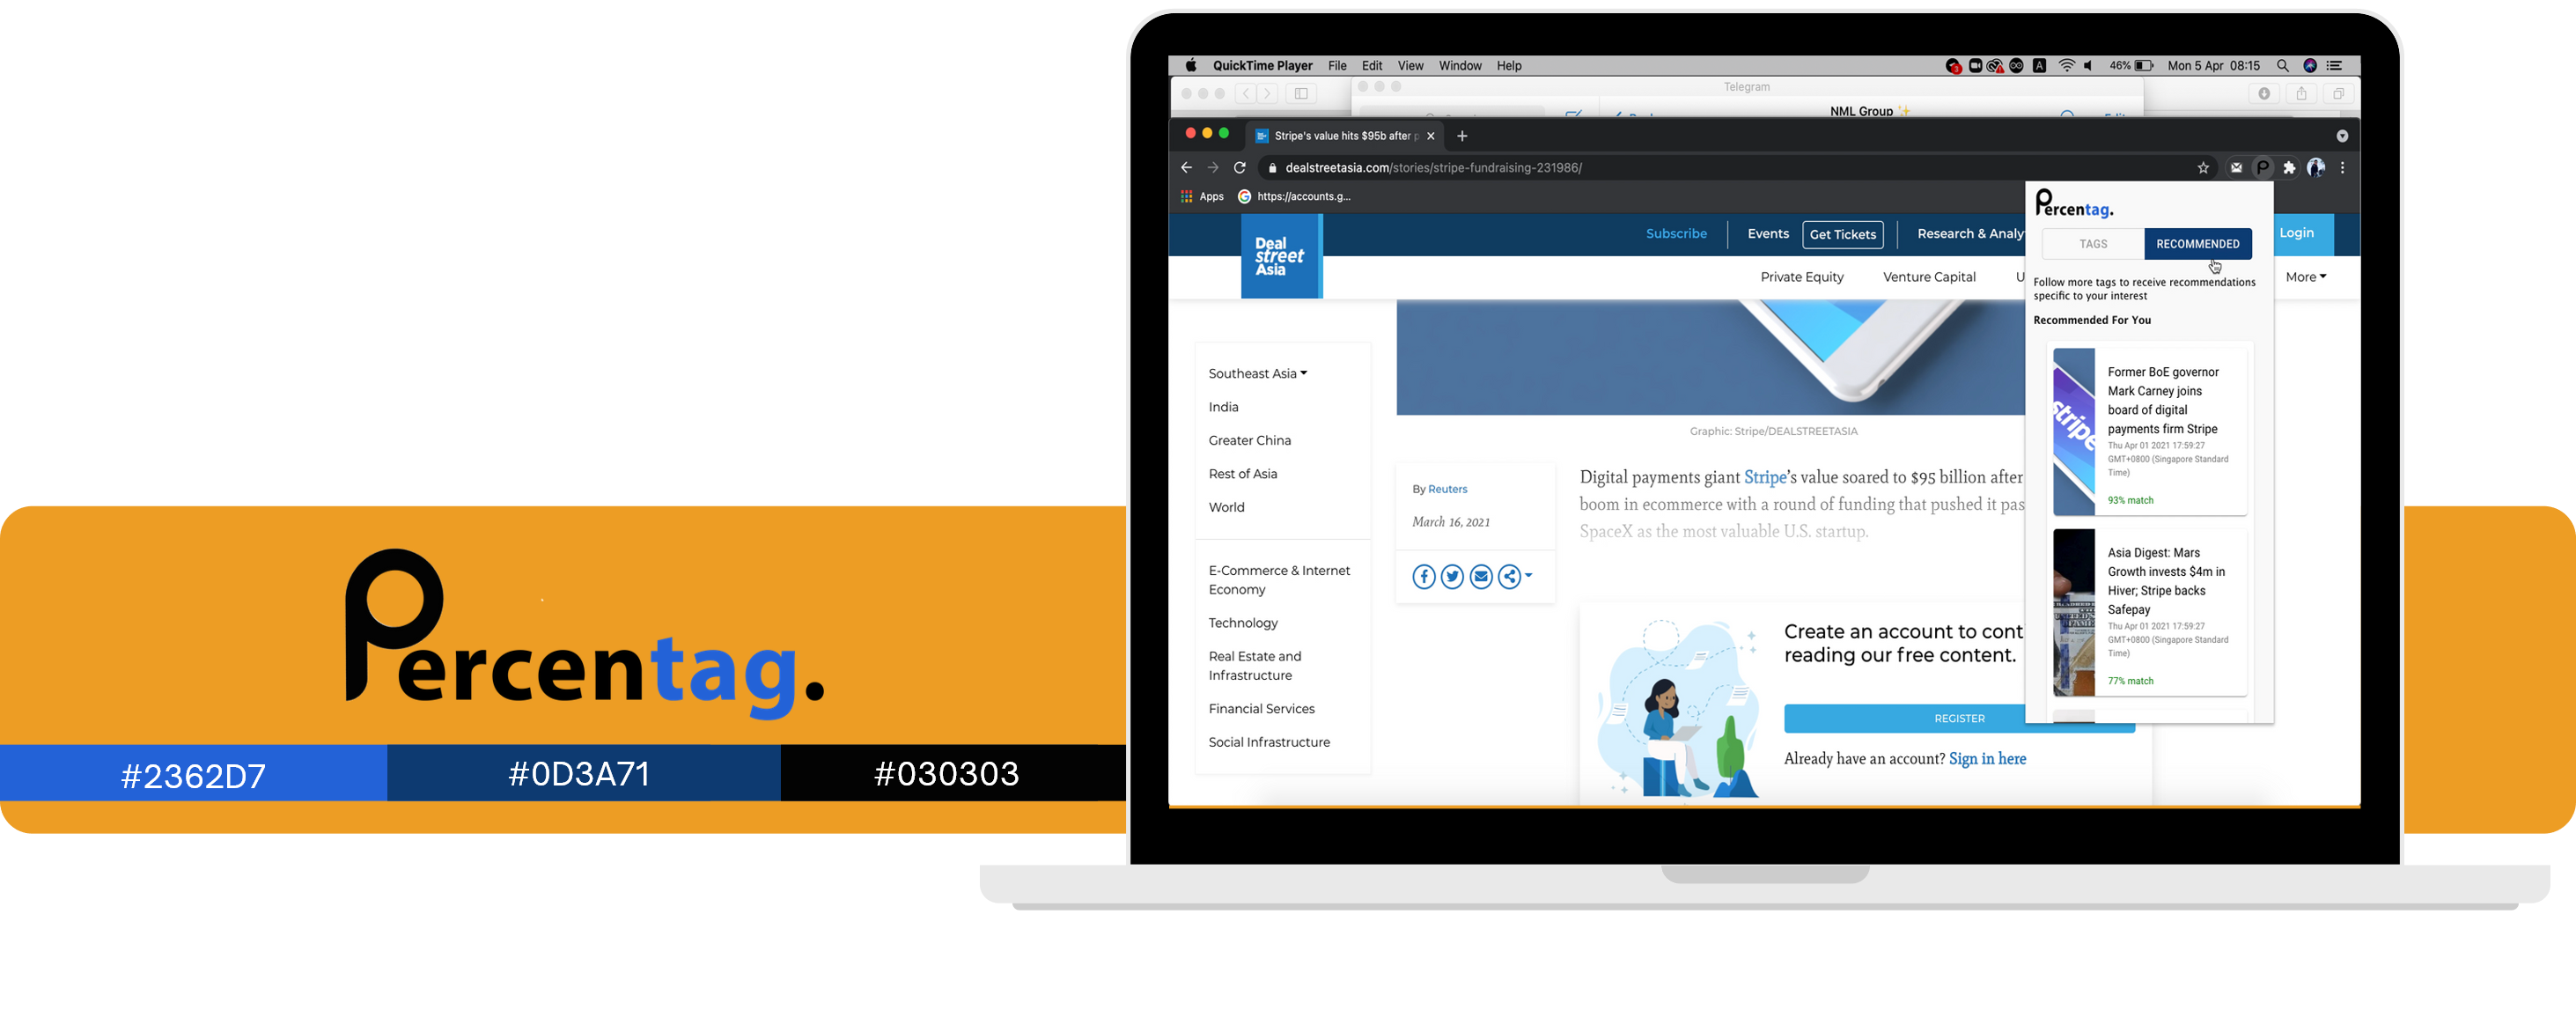 Percentag.
#2362D7
#0D3A71
#030303
QuickTime Player File Edit View Window Help
46% Mon 5 Apr 08:15
Telegram
NML Group
Edit
Stripe's value hits $95b after p
dealstreetasia.com/stories/stripe-fundraising-231986/
Apps
https://accounts.g...
Deal
street
Asia
Subscribe
Events
Get Tickets
Research & Analy
Login
Private Equity
Venture Capital
U
More
Southeast Asia
India
Greater China
Rest of Asia
World
E-Commerce & Internet
Economy
Technology
Real Estate and
Infrastructure
Financial Services
Social Infrastructure
Graphic: Stripe/DEALSTREETASIA
By Reuters
March 16, 2021
Digital payments giant Stripe's value soared to $95 billion after
boom in ecommerce with a round of funding that pushed it pas
SpaceX as the most valuable U.S. startup.
Create an account to cont
reading our free content.
REGISTER
Already have an account? Sign in here
Percentag.
TAGS
RECOMMENDED
Follow more tags to receive recommendations
specific to your interest
Recommended For You
stripe
Former BoE governor
Mark Carney joins
board of digital
payments firm Stripe
Thu Apr 01 2021 17:59:27
GMT+0800 (Singapore Standard
Time)
93% match
Asia Digest: Mars
Growth invests $4m in
Hiver; Stripe backs
Safepay
Thu Apr 01 2021 17:59:27
GMT+0800 (Singapore Standard
Time)
77% match